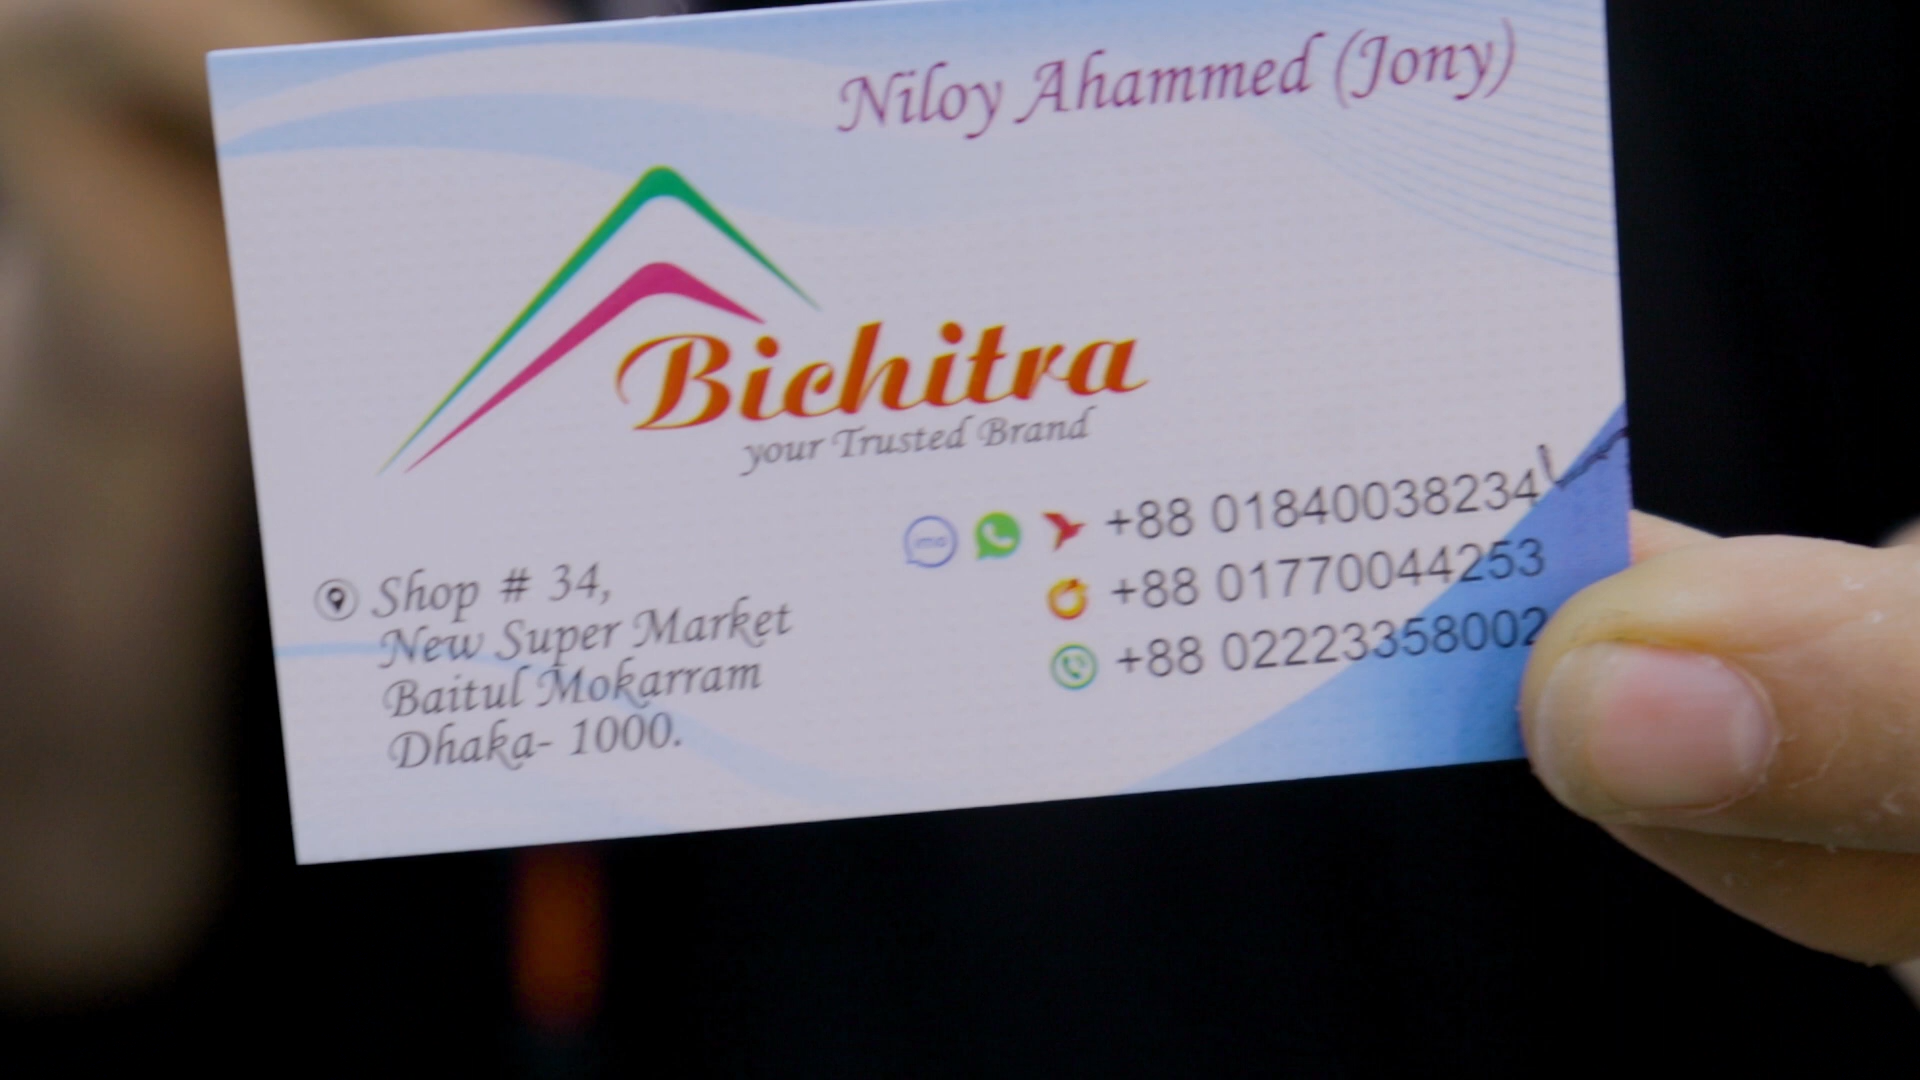 Niloy Ahammed (Jony)
Bichitra
your Trusted Brand
imo
+88 01840038234
+88 01770044253
+88 02223358002
Shop # 34,
New Super Market
Baitul Mokarram
Dhaka- 1000.